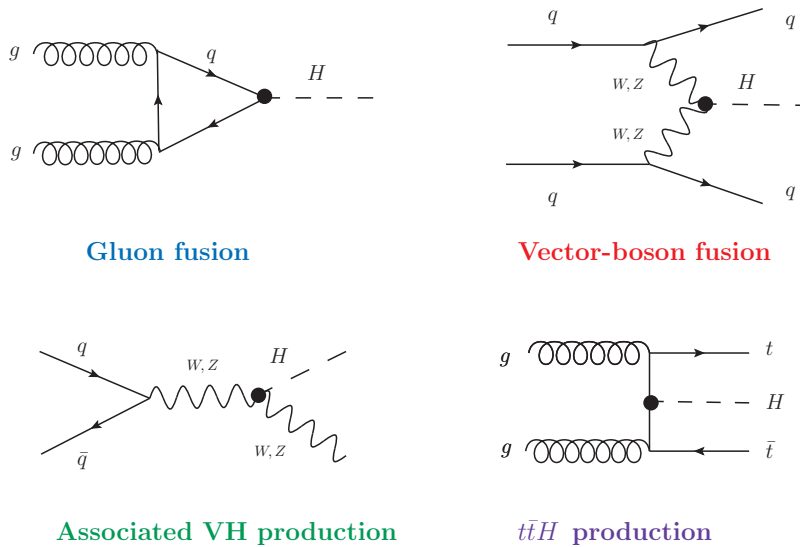 g
q
H
g
Gluon fusion
q
q
W, Z
H
W, Z
q
q
Vector-boson fusion
q
W, Z
H
q̄
W, Z
Associated VH production
g
t
H
g
t̄
tt̄H production